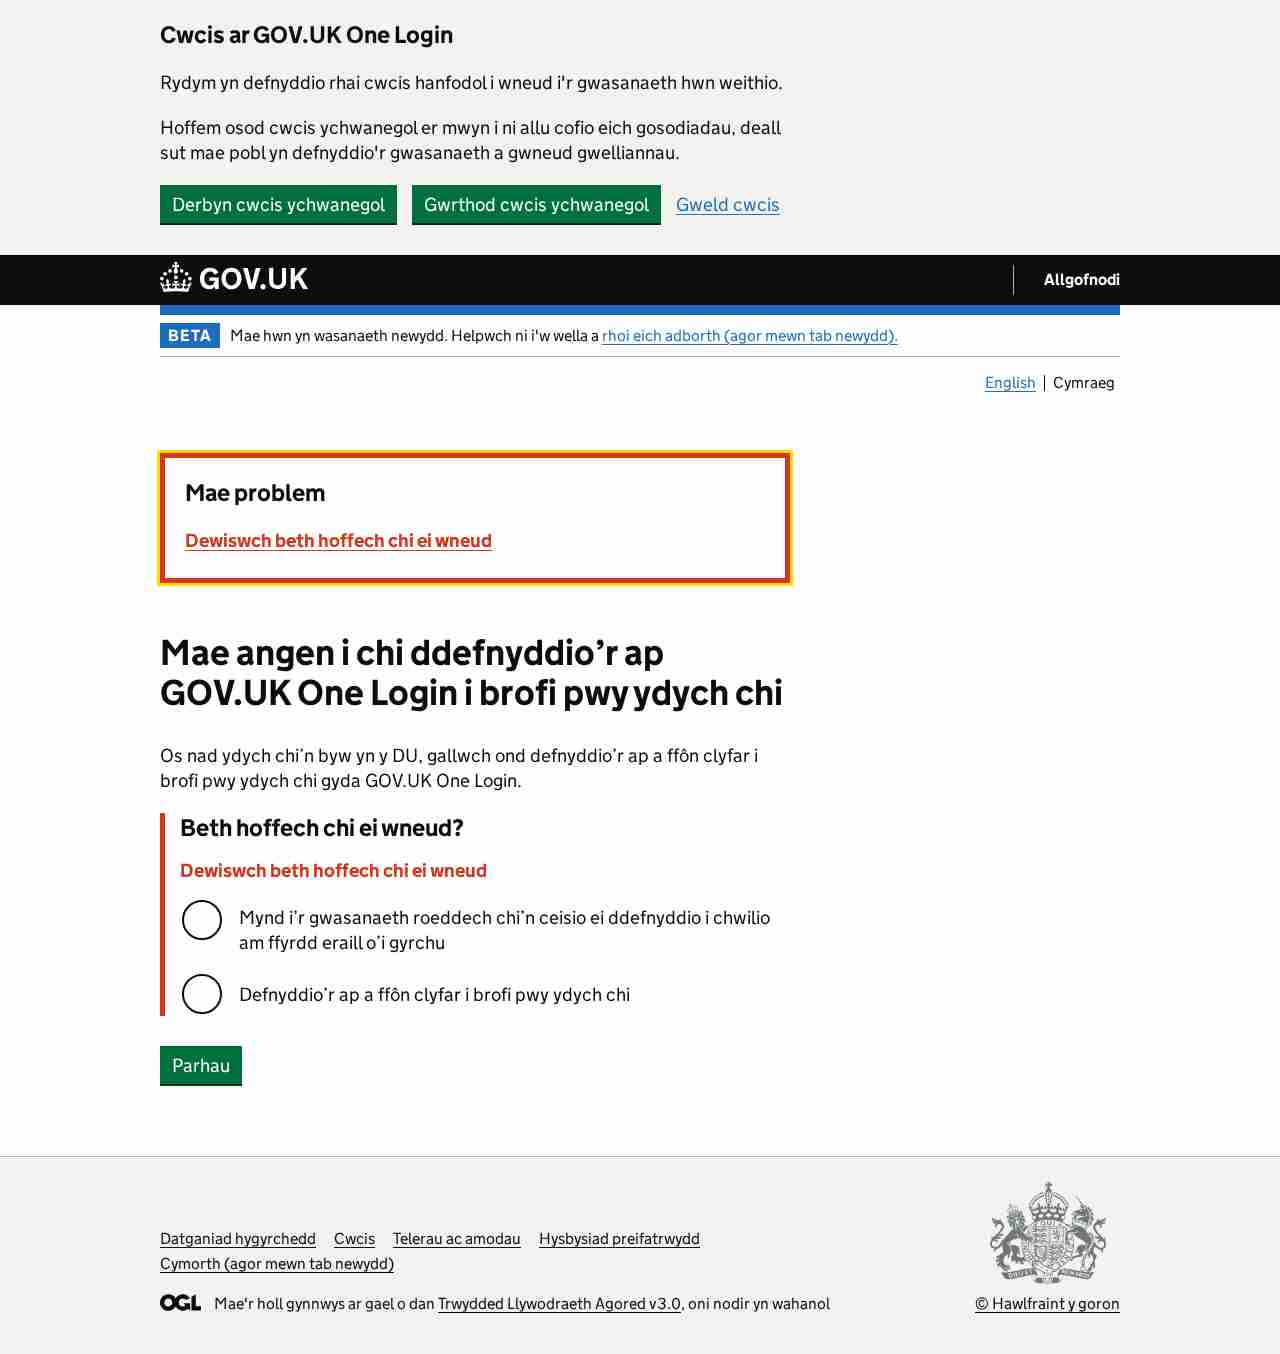 Cwcis ar GOV.UK One Login
Rydym yn defnyddio rhai cwcis hanfodol i wneud i'r gwasanaeth hwn weithio.
Hoffem osod cwcis ychwanegol er mwyn i ni allu cofio eich gosodiadau, deall
sut mae pobl yn defnyddio'r gwasanaeth a gwneud gwelliannau.
Derbyn cwcis ychwanegol Gwrthod cwcis ychwanegol Gweld cwcis
GOV.UK Allgofnodi
BETA Mae hwn yn wasanaeth newydd. Helpwch ni i'w wella a rhoi eich adborth (agor mewn tab newydd).
English Cymraeg
Mae problem
Dewiswch beth hoffech chi ei wneud
Mae angen i chi ddefnyddio’r ap
GOV.UK One Login i brofi pwy ydych chi
Os nad ydych chi’n byw yn y DU, gallwch ond defnyddio’r ap a ffôn clyfar i
brofi pwy ydych chi gyda GOV.UK One Login.
Beth hoffech chi ei wneud?
Dewiswch beth hoffech chi ei wneud
Mynd i’r gwasanaeth roeddech chi’n ceisio ei ddefnyddio i chwilio
am ffyrdd eraill o’i gyrchu
Defnyddio’r ap a ffôn clyfar i brofi pwy ydych chi
Parhau
Datganiad hygyrchedd Cwcis Telerau ac amodau Hysbysiad preifatrwydd
Cymorth (agor mewn tab newydd)
OGL Mae'r holl gynnwys ar gael o dan Trwydded Llywodraeth Agored v3.0, oni nodir yn wahanol
© Hawlfraint y goron